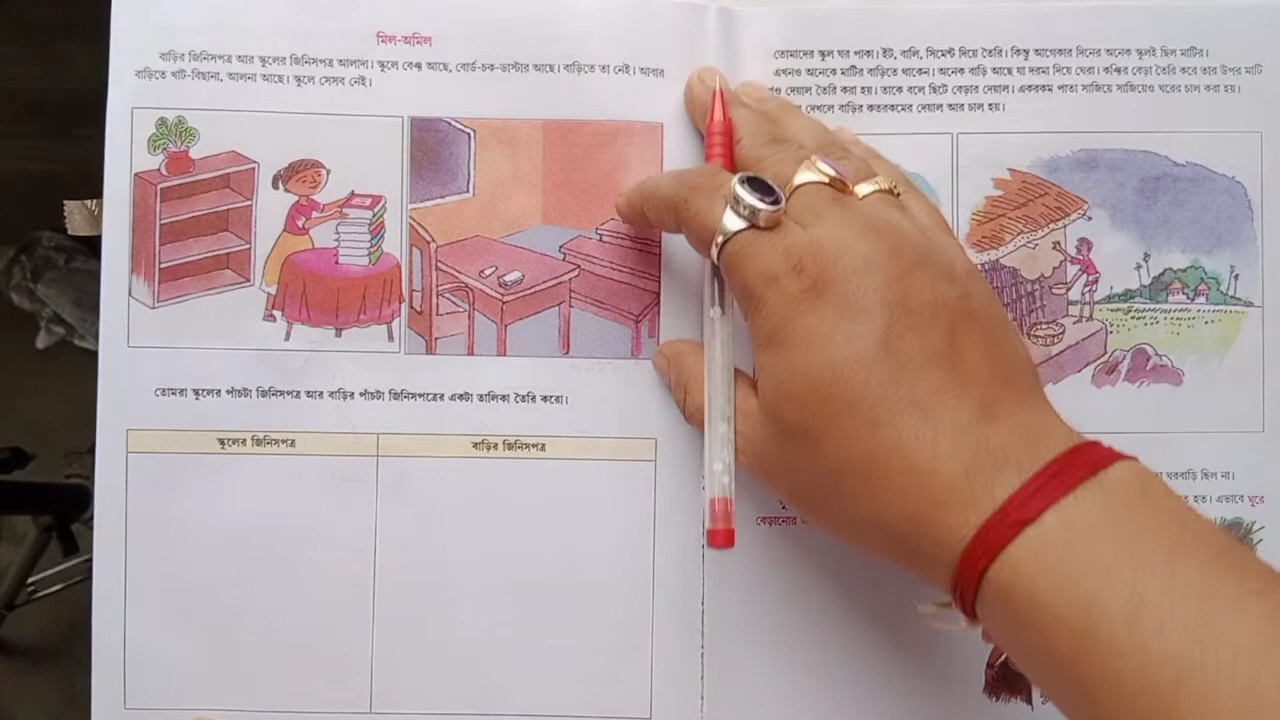 মিল-অমিল
বাড়ির জিনিসপত্র আর স্কুলের জিনিসপত্র আলাদা। স্কুলে বেঞ্চ আছে, বোর্ড-চক-ডাস্টার আছে। বাড়িতে তা নেই। আবার
বাড়িতে খাট-বিছানা, আলনা আছে। স্কুলে সেসব নেই।
তোমরা স্কুলের পাঁচটা জিনিসপত্র আর বাড়ির পাঁচটা জিনিসপত্রের একটা তালিকা তৈরি করো।
স্কুলের জিনিসপত্র
বাড়ির জিনিসপত্র
তোমাদের স্কুল ঘর পাকা। ইট, বালি, সিমেন্ট দিয়ে তৈরি। কিন্তু আগেকার দিনের অনেক স্কুলই ছিল মাটির।
এখনও অনেকে মাটির বাড়িতে থাকেন। অনেক বাড়ি আছে যা দরমা দিয়ে ঘেরা। কঞ্চির বেড়া তৈরি করে তার উপর মাটি
দেয়াল তৈরি করা হয়। তাকে বলে ছিটে বেড়ার দেয়াল। একরকম পাতা সাজিয়ে সাজিয়েও ঘরের চাল করা হয়।
দেখলে বাড়ির কতরকমের দেয়াল আর চাল হয়।
ঘরবাড়ি ছিল না।
হত। এভাবে ঘুরে
বেড়ানোর